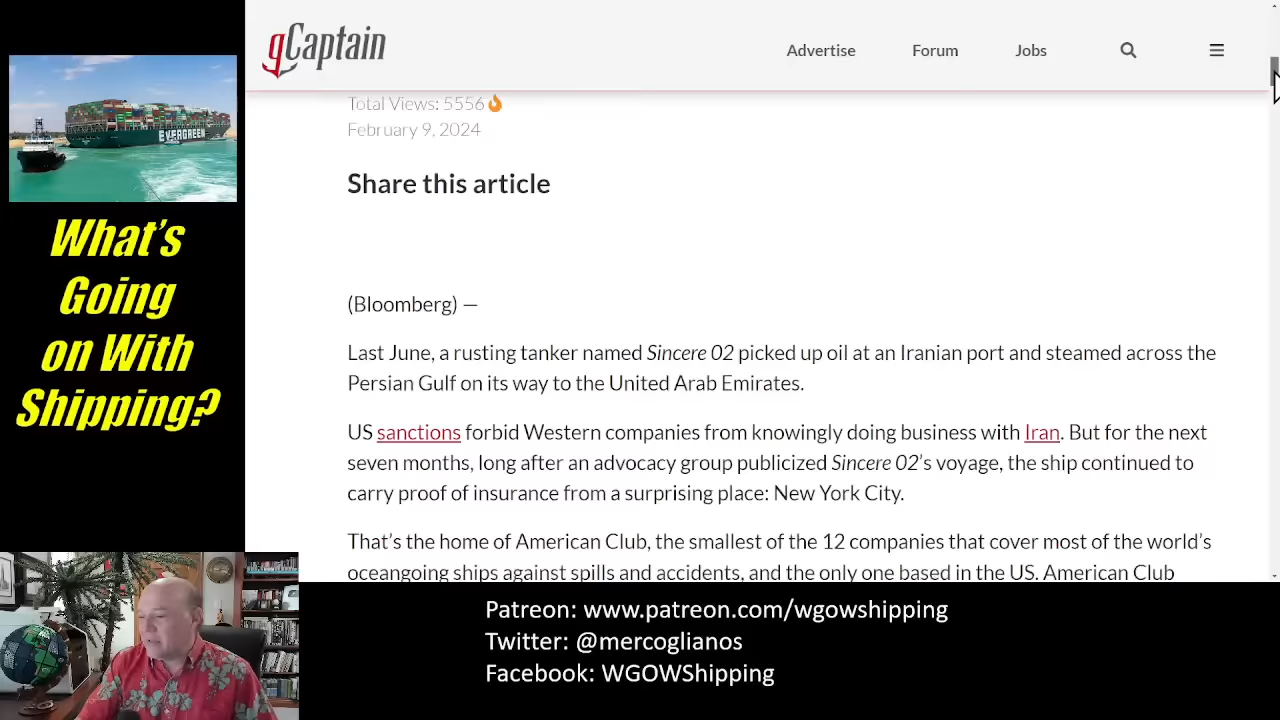 gCaptain
Advertise
Forum
Jobs
Total Views: 5556
February 9, 2024
Share this article
(Bloomberg) —
Last June, a rusting tanker named Sincere 02 picked up oil at an Iranian port and steamed across the
Persian Gulf on its way to the United Arab Emirates.
US sanctions forbid Western companies from knowingly doing business with Iran. But for the next
seven months, long after an advocacy group publicized Sincere 02's voyage, the ship continued to
carry proof of insurance from a surprising place: New York City.
That's the home of American Club, the smallest of the 12 companies that cover most of the world's
oceangoing ships against spills and accidents, and the only one based in the US. American Club
EVERGREEN
What's
Going
on With
Shipping?
Patreon: www.patreon.com/wgowshipping
Twitter: @mercoglianos
Facebook: WGOWShipping